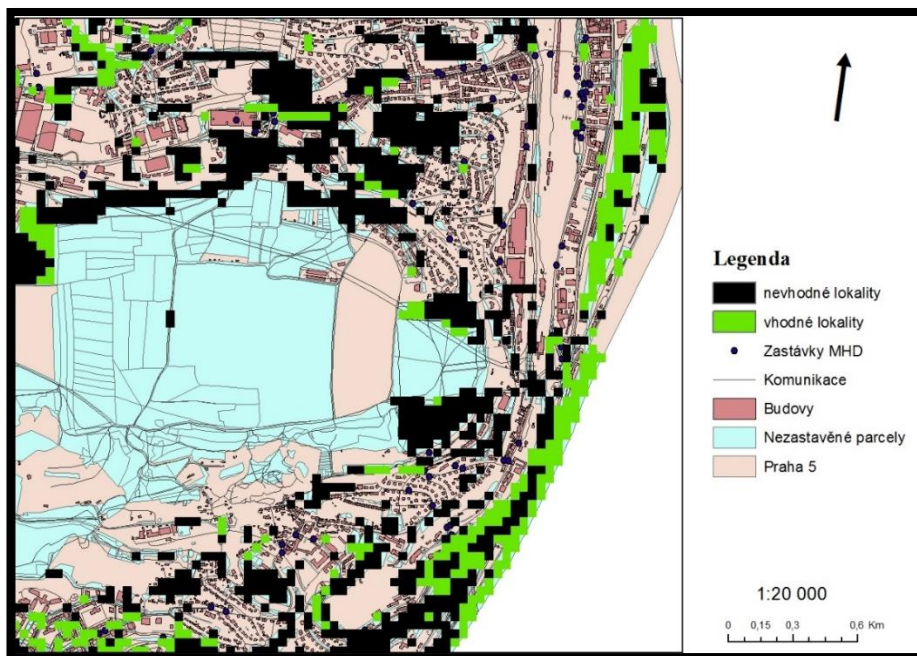 Legenda
nevhodné lokality
vhodné lokality
Zastávky MHD
Komunikace
Budovy
Nezastavěné parcely
Praha 5
1:20 000
0 0,15 0,3 0,6 Km